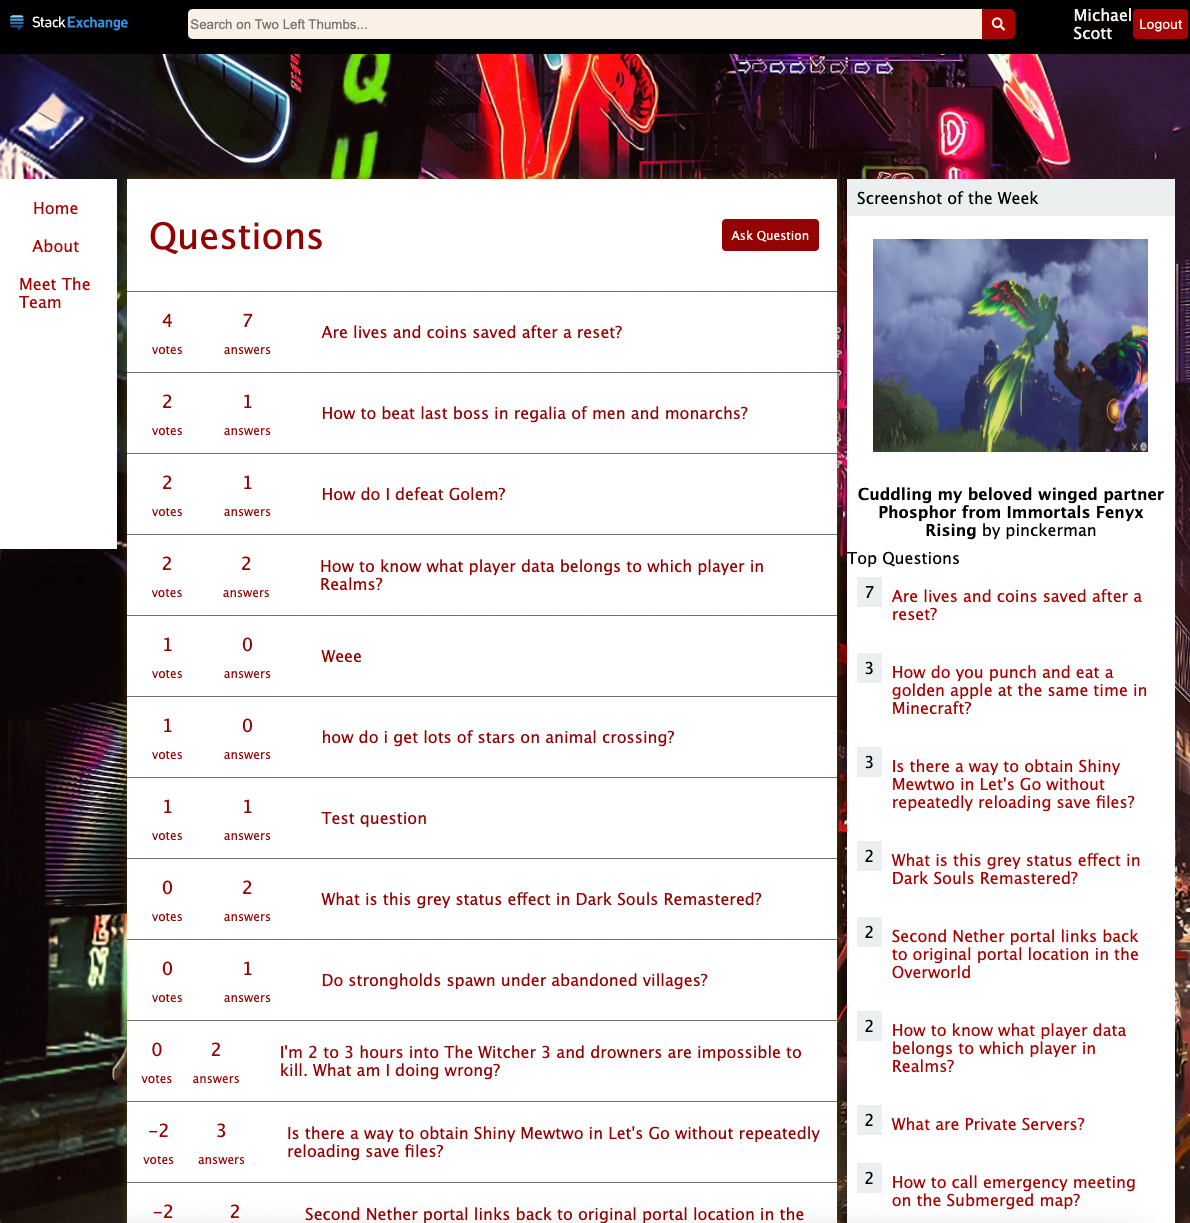 StackExchange
Search on Two Left Thumbs...
Michael
Scott
Logout
Q
U
D
Home
About
Meet The
Team
Questions
Ask Question
4 7
votes answers
Are lives and coins saved after a reset?
2 1
votes answers
How to beat last boss in regalia of men and monarchs?
2 1
votes answers
How do I defeat Golem?
2 2
votes answers
How to know what player data belongs to which player in
Realms?
1 0
votes answers
Weee
1 0
votes answers
how do i get lots of stars on animal crossing?
1 1
votes answers
Test question
0 2
votes answers
What is this grey status effect in Dark Souls Remastered?
0 1
votes answers
Do strongholds spawn under abandoned villages?
0 2
votes answers
I'm 2 to 3 hours into The Witcher 3 and drowners are impossible to
kill. What am I doing wrong?
-2 3
votes answers
Is there a way to obtain Shiny Mewtwo in Let's Go without repeatedly
reloading save files?
-2 2
Second Nether portal links back to original portal location in the
Screenshot of the Week
Cuddling my beloved winged partner
Phosphor from Immortals Fenyx
Rising by pinckerman
Top Questions
7
Are lives and coins saved after a
reset?
3
How do you punch and eat a
golden apple at the same time in
Minecraft?
3
Is there a way to obtain Shiny
Mewtwo in Let's Go without
repeatedly reloading save files?
2
What is this grey status effect in
Dark Souls Remastered?
2
Second Nether portal links back
to original portal location in the
Overworld
2
How to know what player data
belongs to which player in
Realms?
2
What are Private Servers?
2
How to call emergency meeting
on the Submerged map?